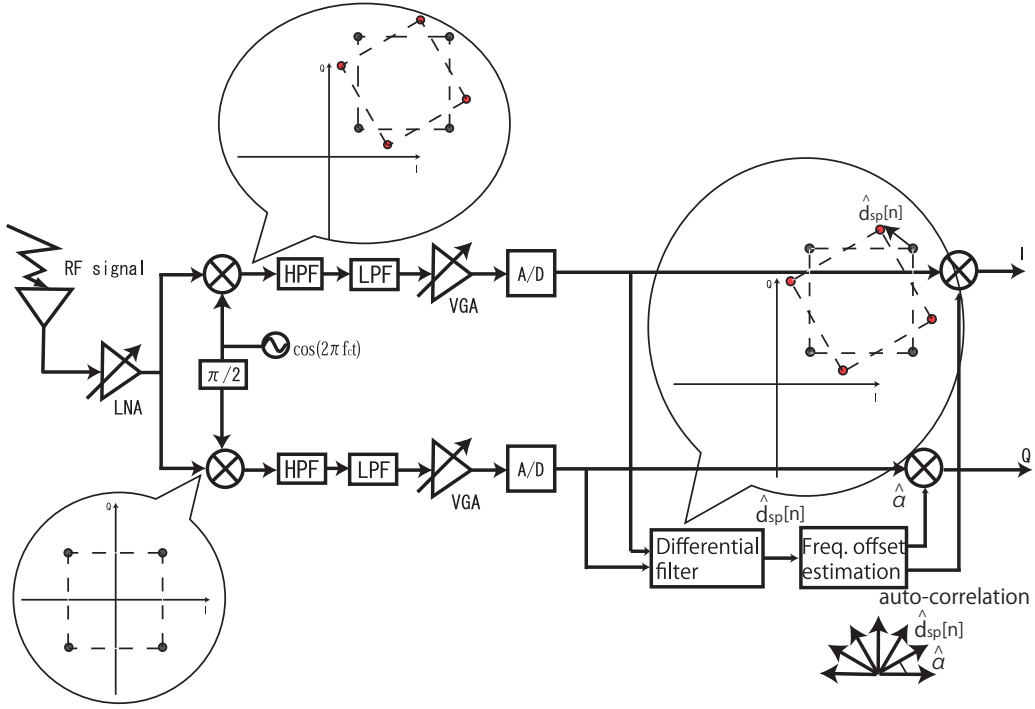 Q
I
RF signal
HPF
LPF
VGA
A/D
cos(2π fct)
π/2
LNA
HPF
LPF
VGA
A/D
Q
I
d̂sp[n]
Q
I
I
Q
α̂
d̂sp[n]
Differential
filter
Freq. offset
estimation
auto-correlation
d̂sp[n]
α̂